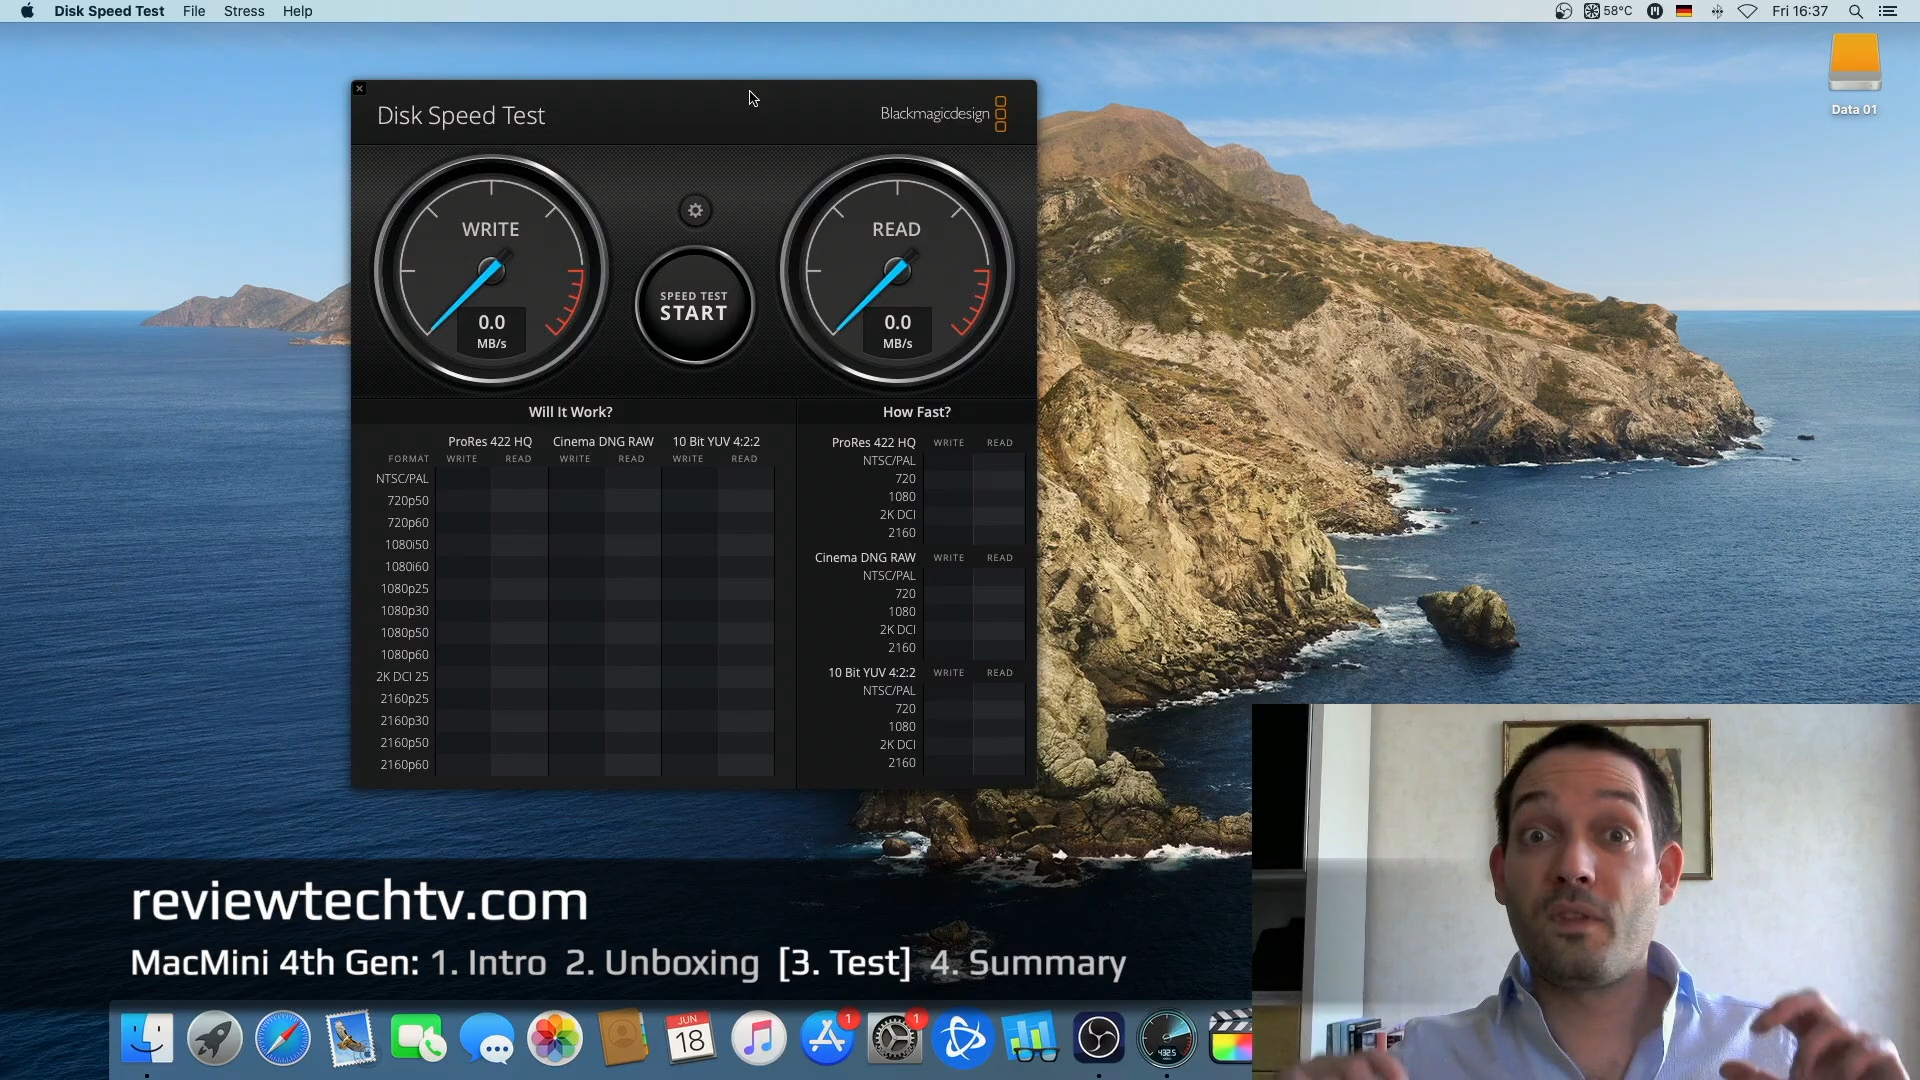 Disk Speed Test File Stress Help
58°C Fri 16:37
Data 01
Disk Speed Test
Blackmagicdesign
WRITE
0.0
MB/s
SPEED TEST
START
READ
0.0
MB/s
Will It Work?
ProRes 422 HQ Cinema DNG RAW 10 Bit YUV 4:2:2
FORMAT WRITE READ WRITE READ WRITE READ
NTSC/PAL
720p50
720p60
1080i50
1080i60
1080p25
1080p30
1080p50
1080p60
2K DCI 25
2160p25
2160p30
2160p50
2160p60
How Fast?
ProRes 422 HQ WRITE READ
NTSC/PAL
720
1080
2K DCI
2160
Cinema DNG RAW WRITE READ
NTSC/PAL
720
1080
2K DCI
2160
10 Bit YUV 4:2:2 WRITE READ
NTSC/PAL
720
1080
2K DCI
2160
reviewtechtv.com
MacMini 4th Gen: 1. Intro 2. Unboxing [3. Test] 4. Summary
JUN
18
1
1
432.5